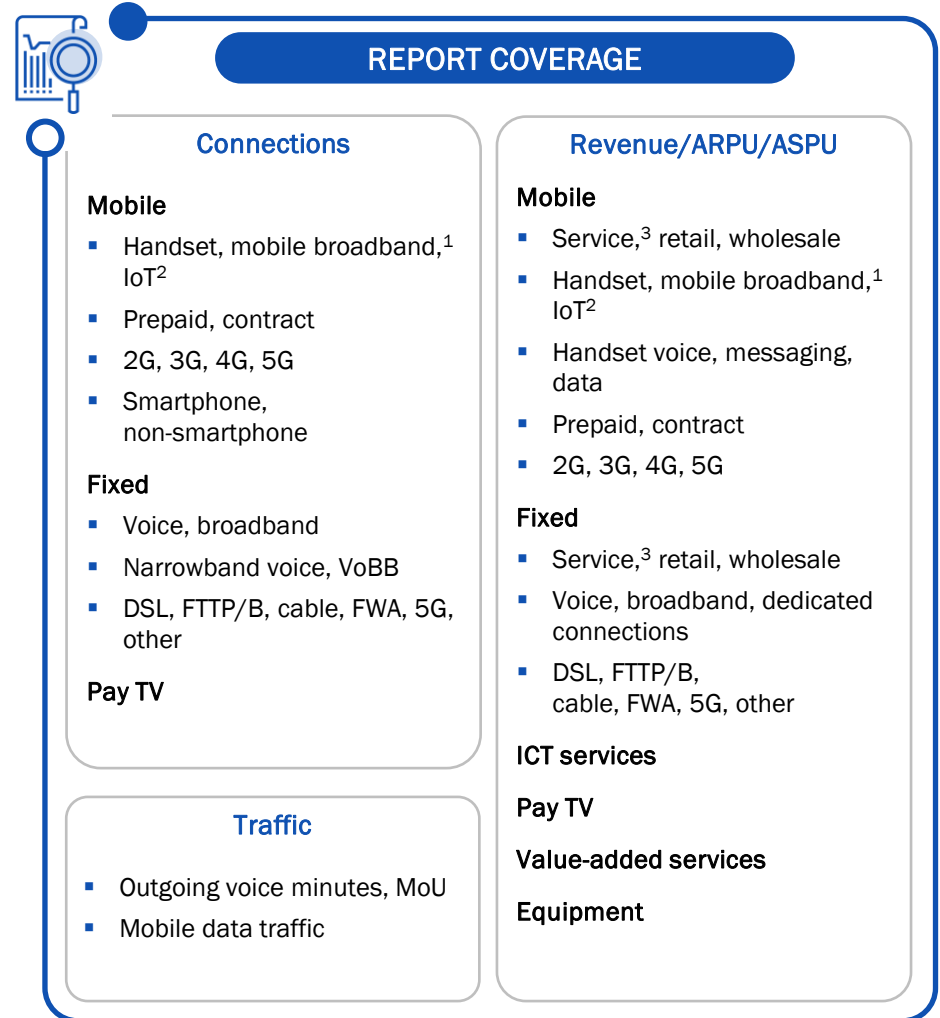 REPORT COVERAGE
Connections
Mobile
▪ Handset, mobile broadband,¹
IoT²
▪ Prepaid, contract
▪ 2G, 3G, 4G, 5G
▪ Smartphone,
non-smartphone
Fixed
▪ Voice, broadband
▪ Narrowband voice, VoBB
▪ DSL, FTTP/B, cable, FWA, 5G,
other
Pay TV
Traffic
▪ Outgoing voice minutes, MoU
▪ Mobile data traffic
Revenue/ARPU/ASPU
Mobile
▪ Service,³ retail, wholesale
▪ Handset, mobile broadband,¹
IoT²
▪ Handset voice, messaging,
data
▪ Prepaid, contract
▪ 2G, 3G, 4G, 5G
Fixed
▪ Service,³ retail, wholesale
▪ Voice, broadband, dedicated
connections
▪ DSL, FTTP/B,
cable, FWA, 5G, other
ICT services
Pay TV
Value-added services
Equipment